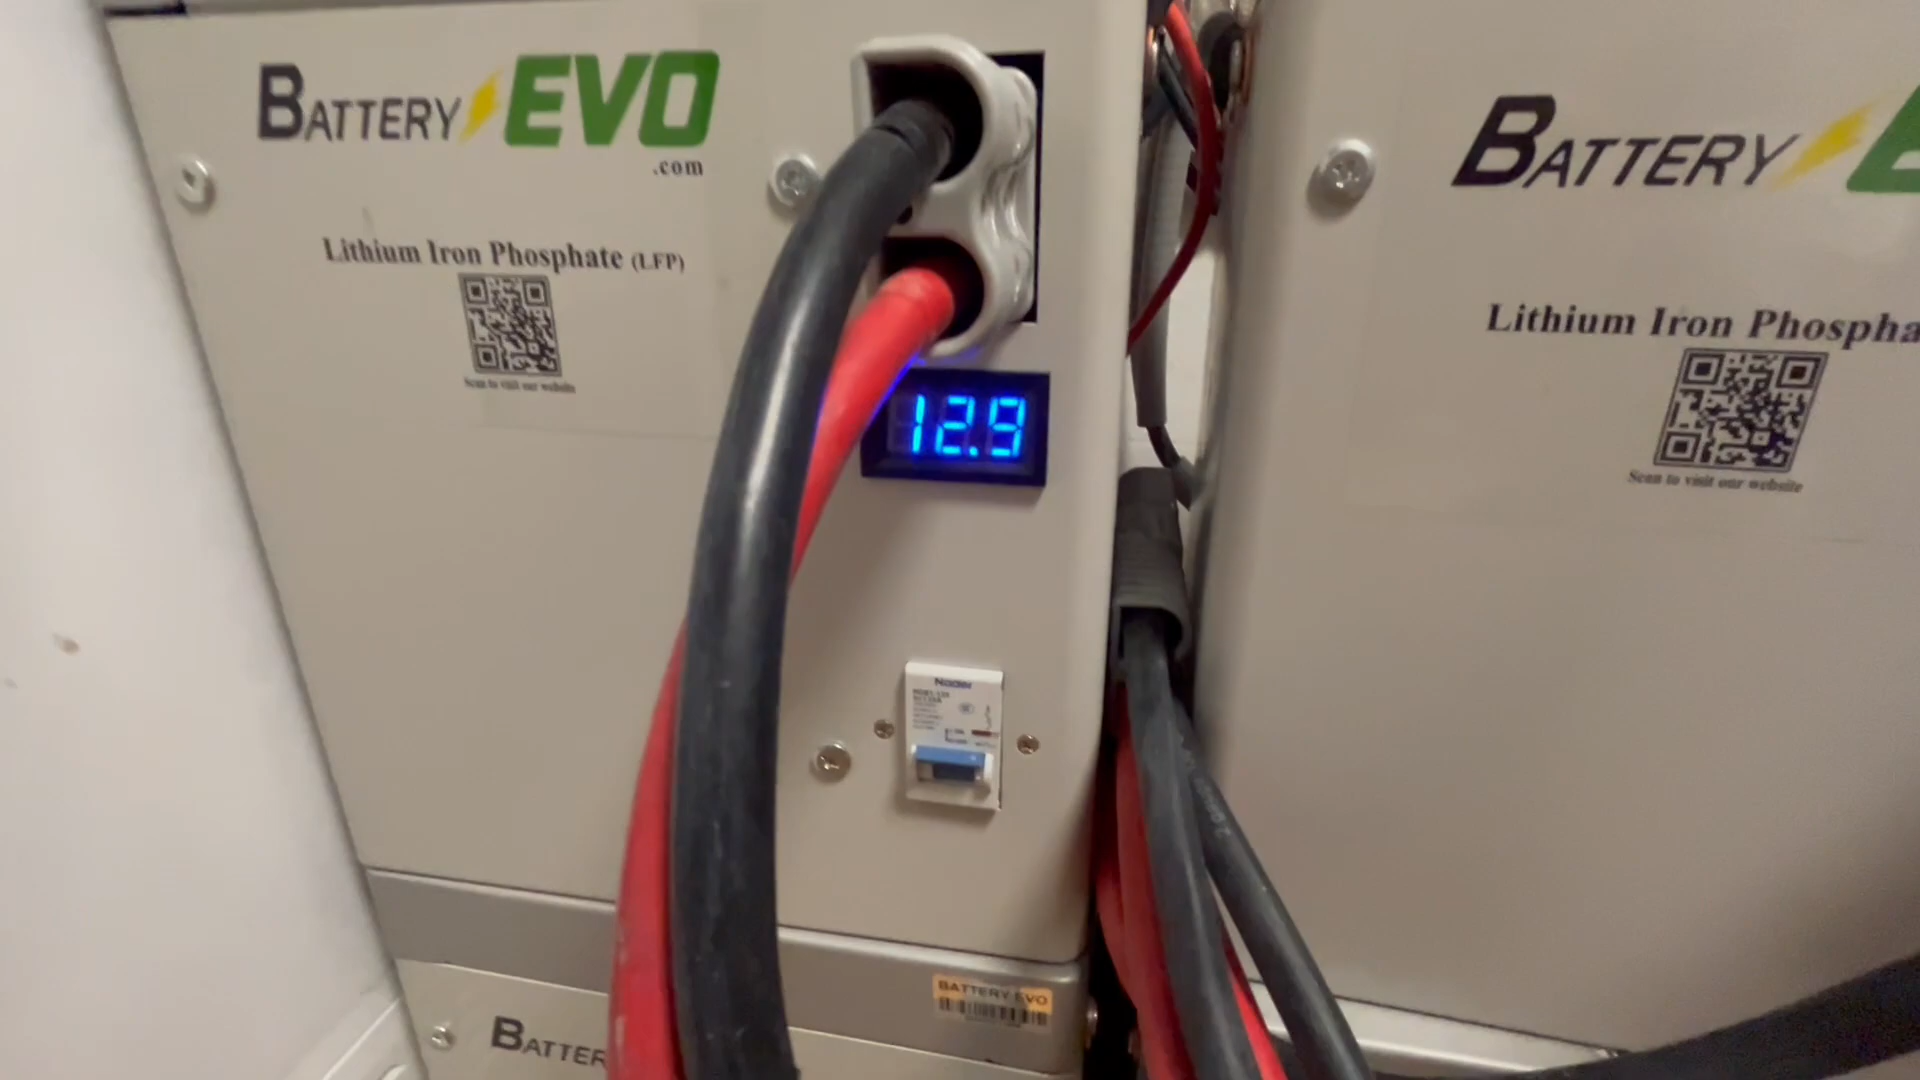 BATTERY EVO
.com
Lithium Iron Phosphate (LFP)
Scan to visit our website
12.9
Nader
BATTERY EVO
BATTER
BATTERY E
Lithium Iron Phospha
Scan to visit our website